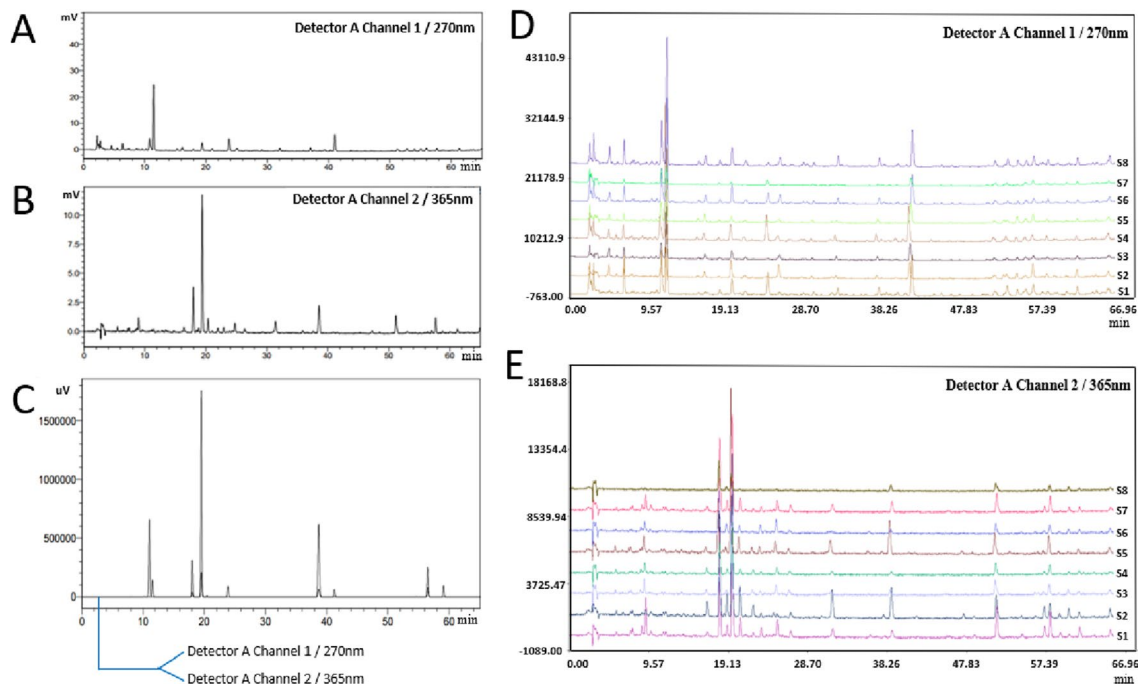 A
mV
Detector A Channel 1 / 270nm
40
30
20
10
0
0 10 20 30 40 50 60
min
B
mV
Detector A Channel 2 / 365nm
10.0
7.5
5.0
2.5
0.0
0 10 20 30 40 50 60
min
C
uV
1500000
1000000
500000
0
0 10 20 30 40 50 60
min
Detector A Channel 1 / 270nm
Detector A Channel 2 / 365nm
D
Detector A Channel 1 / 270nm
43110.9
32144.9
21178.9
10212.9
-763.00
S8
S7
S6
S5
S4
S3
S2
S1
0.00 9.57 19.13 28.70 38.26 47.83 57.39 66.96
min
E
Detector A Channel 2 / 365nm
18168.8
13354.4
8539.94
3725.47
-1089.00
S8
S7
S6
S5
S4
S3
S2
S1
0.00 9.57 19.13 28.70 38.26 47.83 57.39 66.96
min